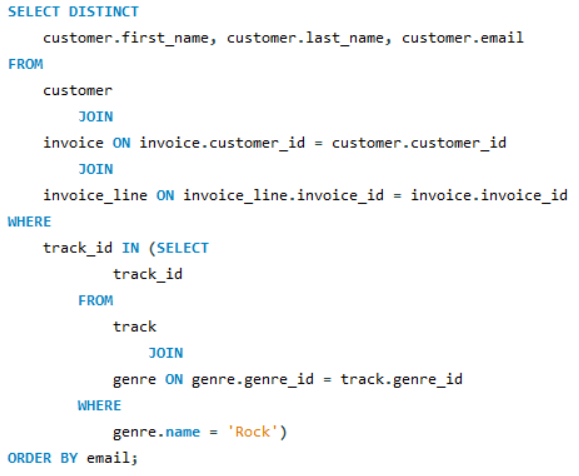 SELECT DISTINCT
customer.first_name, customer.last_name, customer.email
FROM
customer
JOIN
invoice ON invoice.customer_id = customer.customer_id
JOIN
invoice_line ON invoice_line.invoice_id = invoice.invoice_id
WHERE
track_id IN (SELECT
track_id
FROM
track
JOIN
genre ON genre.genre_id = track.genre_id
WHERE
genre.name = 'Rock')
ORDER BY email;